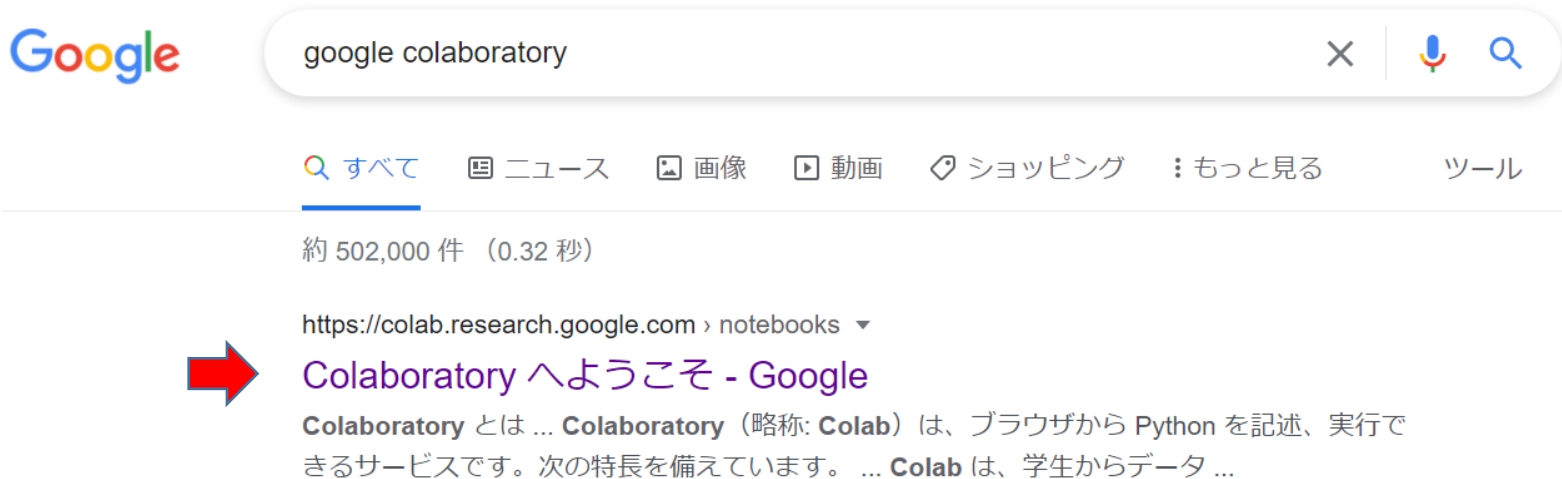 Google
google colaboratory
すべて ニュース 画像 動画 ショッピング もっと見る ツール
約 502,000 件 （0.32 秒）
https://colab.research.google.com › notebooks
Colaboratory へようこそ - Google
Colaboratory とは ... Colaboratory（略称: Colab）は、ブラウザから Python を記述、実行で
きるサービスです。次の特長を備えています。 ... Colab は、学生からデータ ...